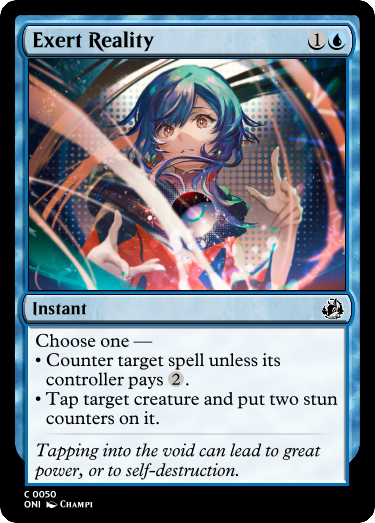 Exert Reality 1
Instant
Choose one —
• Counter target spell unless its
controller pays 2.
• Tap target creature and put two stun
counters on it.
Tapping into the void can lead to great
power, or to self-destruction.
C 0050
ONI Champi